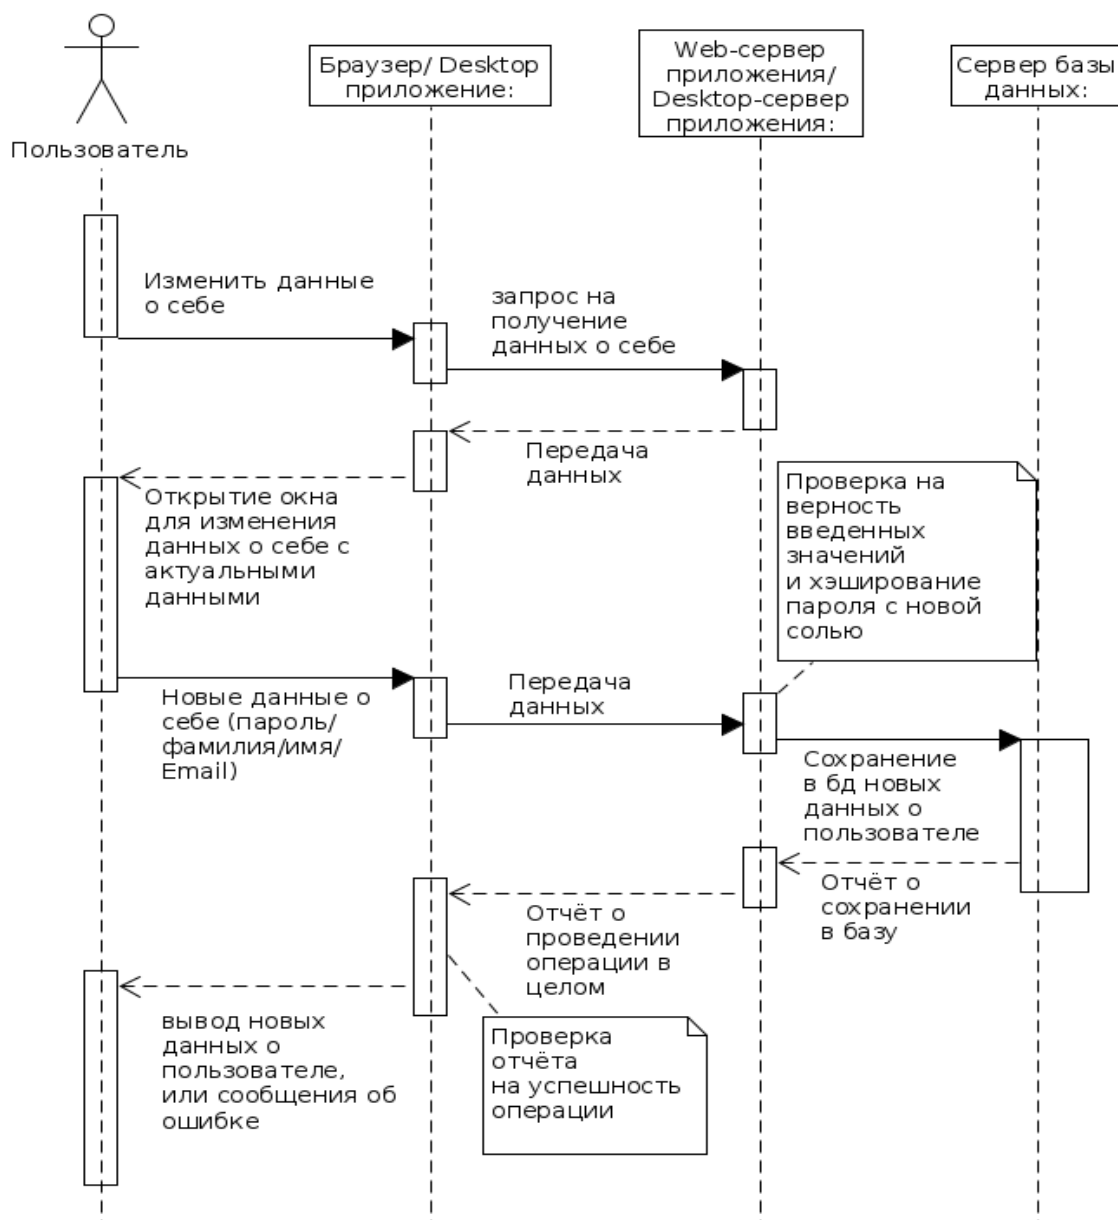 Пользователь
Браузер/ Desktop
приложение:
Web-сервер
приложения/
Desktop-сервер
приложения:
Сервер базы
данных:
Изменить данные
о себе
запрос на
получение
данных о себе
Передача
данных
Открытие окна
для изменения
данных о себе с
актуальными
данными
Проверка на
верность
введенных
значений
и хэширование
пароля с новой
солью
Новые данные о
себе (пароль/
фамилия/имя/
Email)
Передача
данных
Сохранение
в бд новых
данных о
пользователе
Отчёт о
сохранении
в базу
Отчёт о
проведении
операции в
целом
вывод новых
данных о
пользователе,
или сообщения об
ошибке
Проверка
отчёта
на успешность
операции